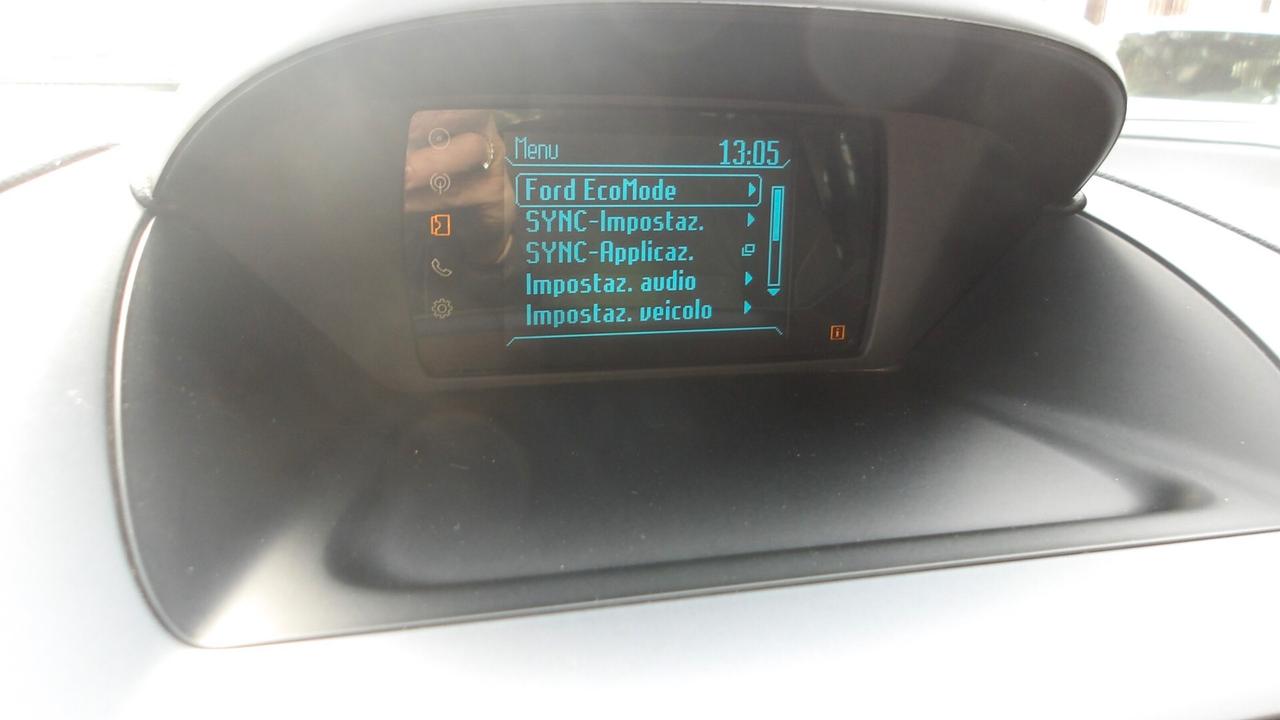 Menu 13:05
Ford EcoMode
SYNC-Impostaz.
SYNC-Applicaz.
Impostaz. audio
Impostaz. veicolo